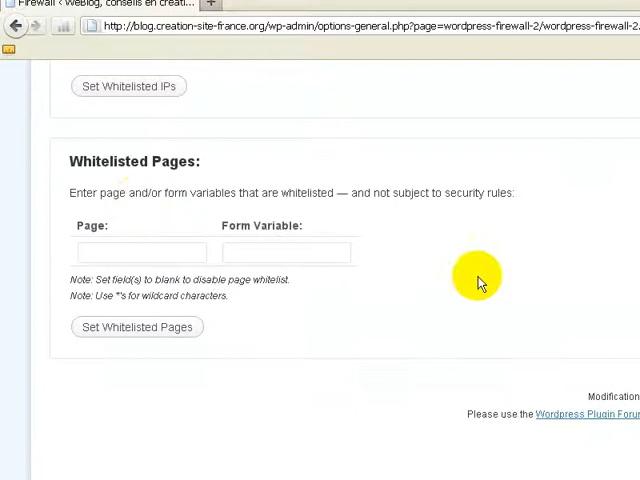 Firewall ‹ WeBlog, conseils en créati...
http://blog.creation-site-france.org/wp-admin/options-general.php?page=wordpress-firewall-2/wordpress-firewall-2.
Set Whitelisted IPs
Whitelisted Pages:
Enter page and/or form variables that are whitelisted — and not subject to security rules:
Page: Form Variable:
Note: Set field(s) to blank to disable page whitelist.
Note: Use '*'s for wildcard characters.
Set Whitelisted Pages
Modification
Please use the Wordpress Plugin Foru